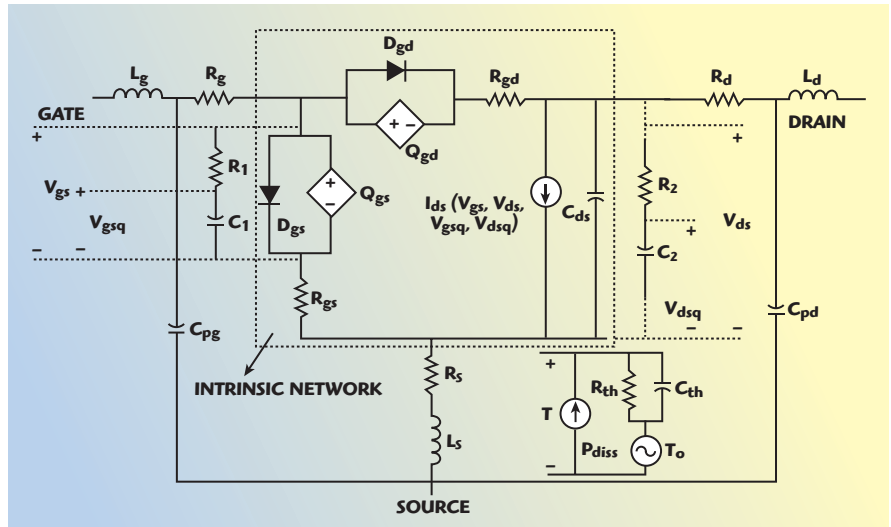 Dgd
Lg
Rg
Rgd
Rd
Ld
GATE
DRAIN
+
+ −
Qgd
+
R1
+
−
Qgs
Vgs +
Vgsq
C1
Dgs
Ids (Vgs, Vds,
Vgsq, Vdsq)
Cds
R2
+
C2
Vds
− −
Rgs
Vdsq
− −
Cpg
Cpd
INTRINSIC NETWORK
Rs
+
Rth
Cth
T
Ls
Pdiss
To
−
SOURCE